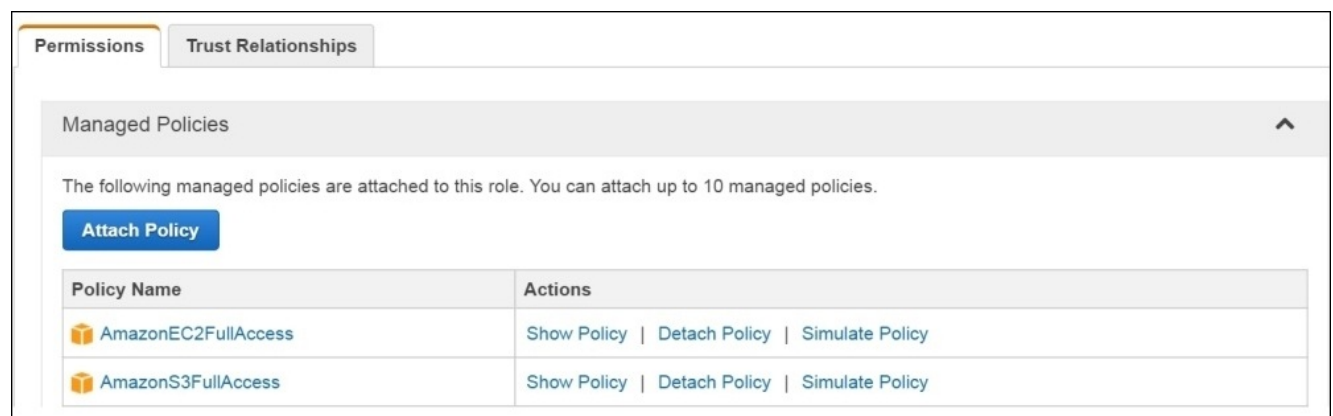 Permissions Trust Relationships
Managed Policies
The following managed policies are attached to this role. You can attach up to 10 managed policies.
Attach Policy
Policy Name Actions
AmazonEC2FullAccess Show Policy | Detach Policy | Simulate Policy
AmazonS3FullAccess Show Policy | Detach Policy | Simulate Policy